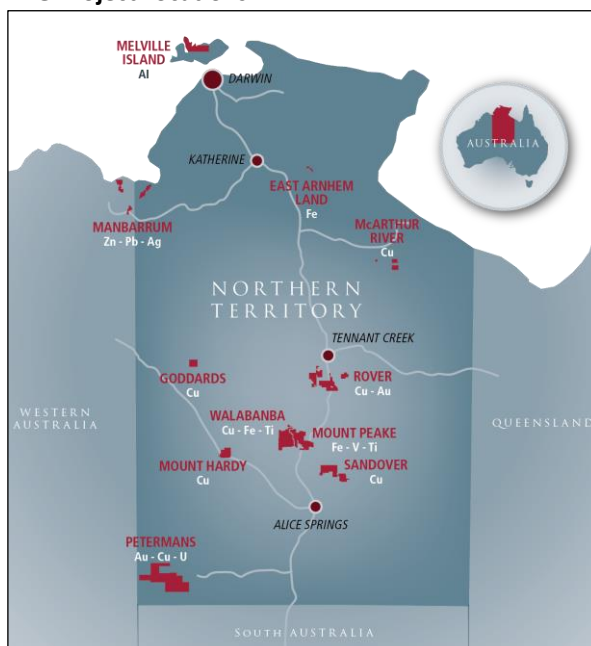 MELVILLE
ISLAND
Al
DARWIN
AUSTRALIA
KATHERINE
EAST ARNHEM
LAND
Fe
MANBARRUM
Zn - Pb - Ag
McARTHUR
RIVER
Cu
NORTHERN
TERRITORY
TENNANT CREEK
GODDARDS
Cu
ROVER
Cu - Au
WESTERN
AUSTRALIA
QUEENSLAND
WALABANBA
Cu - Fe - Ti
MOUNT PEAKE
Fe - V - Ti
MOUNT HARDY
Cu
SANDOVER
Cu
ALICE SPRINGS
PETERMANS
Au - Cu - U
SOUTH AUSTRALIA